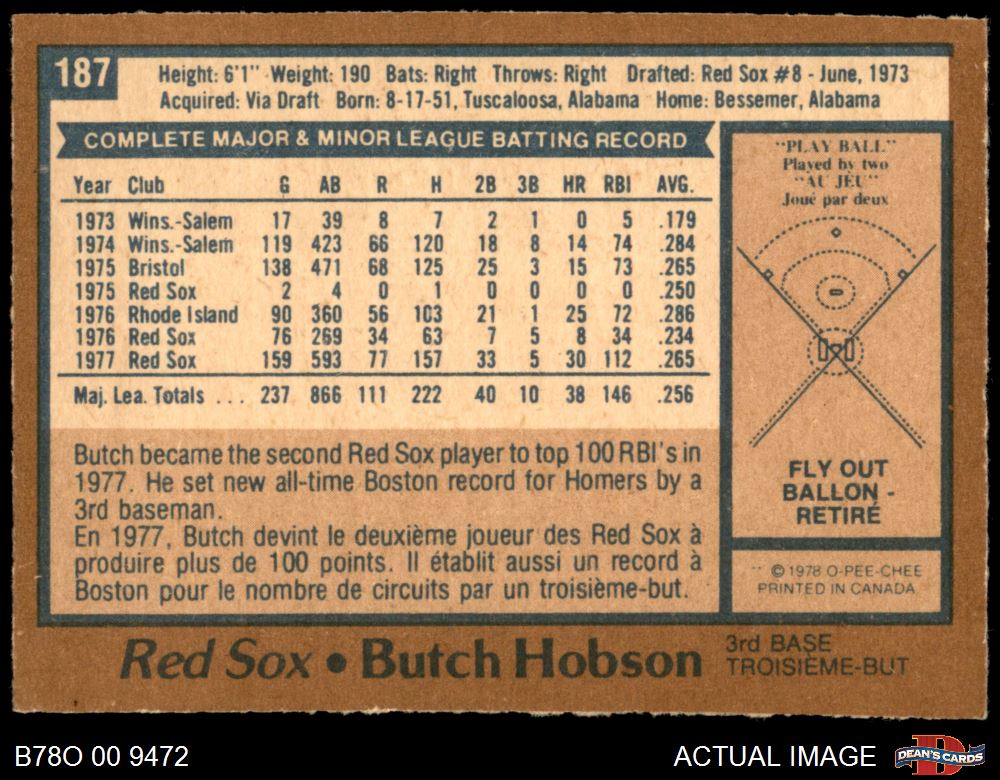 187
Height: 6'1" Weight: 190 Bats: Right Throws: Right Drafted: Red Sox #8 - June, 1973
Acquired: Via Draft Born: 8-17-51, Tuscaloosa, Alabama Home: Bessemer, Alabama
COMPLETE MAJOR & MINOR LEAGUE BATTING RECORD
Year Club G AB R H 2B 3B HR RBI AVG.
1973 Wins.-Salem 17 39 8 7 2 1 0 5 .179
1974 Wins.-Salem 119 423 66 120 18 8 14 74 .284
1975 Bristol 138 471 68 125 25 3 15 73 .265
1975 Red Sox 2 4 0 1 0 0 0 0 .250
1976 Rhode Island 90 360 56 103 21 1 25 72 .286
1976 Red Sox 76 269 34 63 7 5 8 34 .234
1977 Red Sox 159 593 77 157 33 5 30 112 .265
Maj. Lea. Totals ... 237 866 111 222 40 10 38 146 .256
Butch became the second Red Sox player to top 100 RBI's in
1977. He set new all-time Boston record for Homers by a
3rd baseman.
En 1977, Butch devint le deuxième joueur des Red Sox à
produire plus de 100 points. Il établit aussi un record à
Boston pour le nombre de circuits par un troisième-but.
"PLAY BALL"
Played by two
"AU JEU"
Joué par deux
FLY OUT
BALLON -
RETIRÉ
** © 1978 O-PEE-CHEE
PRINTED IN CANADA
Red Sox • Butch Hobson
3rd BASE
TROISIÈME-BUT
B78O 00 9472
ACTUAL IMAGE
D
DEAN'S CARDS